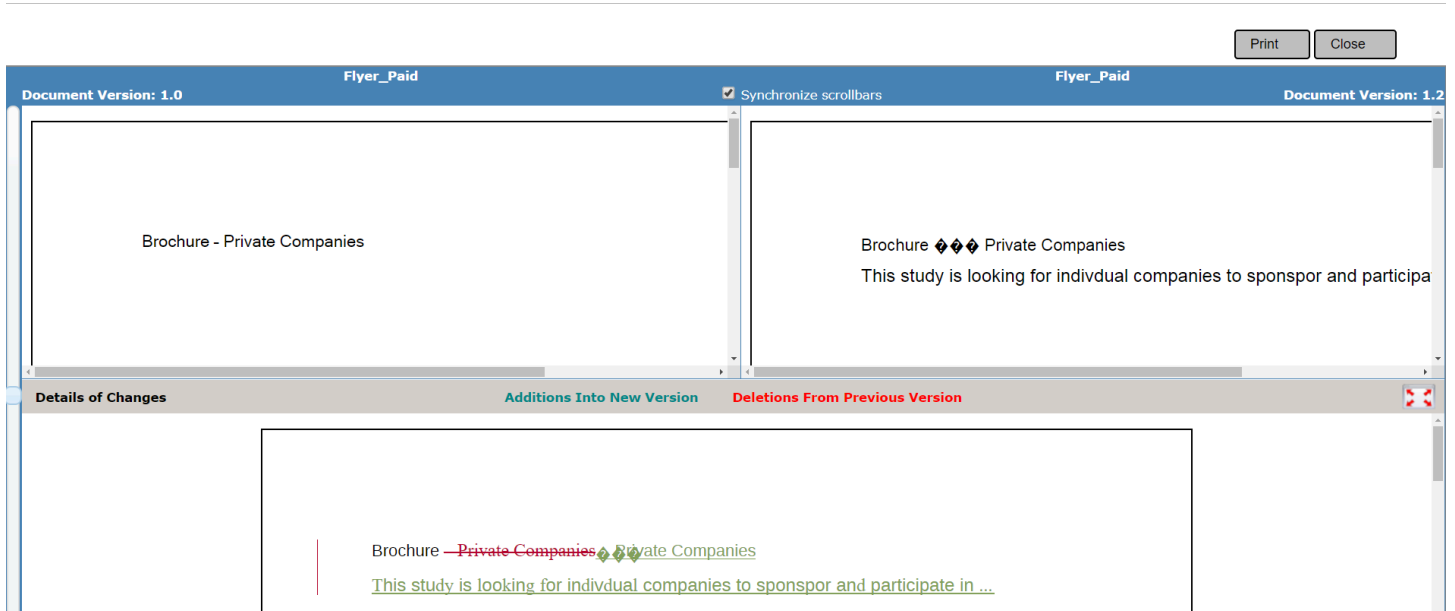 Print Close
Flyer_Paid Flyer_Paid
Document Version: 1.0 Synchronize scrollbars Document Version: 1.2
Brochure - Private Companies
Brochure ��� Private Companies
This study is looking for indivdual companies to sponspor and participa
Details of Changes Additions Into New Version Deletions From Previous Version
Brochure - Private Companies ��� Private Companies
This study is looking for indivdual companies to sponspor and participate in ...